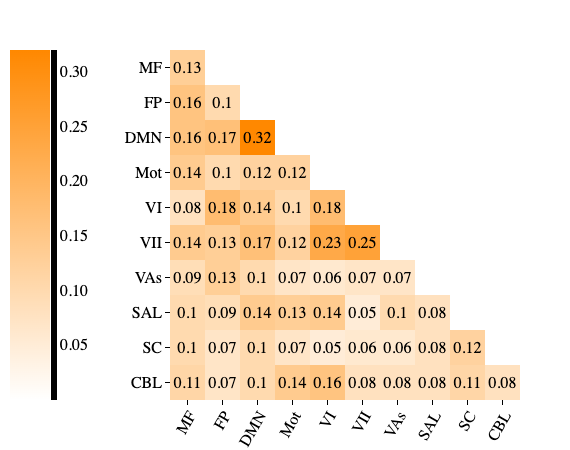 0.30
0.25
0.20
0.15
0.10
0.05
MF 0.13
FP 0.16 0.1
DMN 0.16 0.17 0.32
Mot 0.14 0.1 0.12 0.12
VI 0.08 0.18 0.14 0.1 0.18
VII 0.14 0.13 0.17 0.12 0.23 0.25
VAs 0.09 0.13 0.1 0.07 0.06 0.07 0.07
SAL 0.1 0.09 0.14 0.13 0.14 0.05 0.1 0.08
SC 0.1 0.07 0.1 0.07 0.05 0.06 0.06 0.08 0.12
CBL 0.11 0.07 0.1 0.14 0.16 0.08 0.08 0.08 0.11 0.08
MF FP DMN Mot VI VII VAs SAL SC CBL